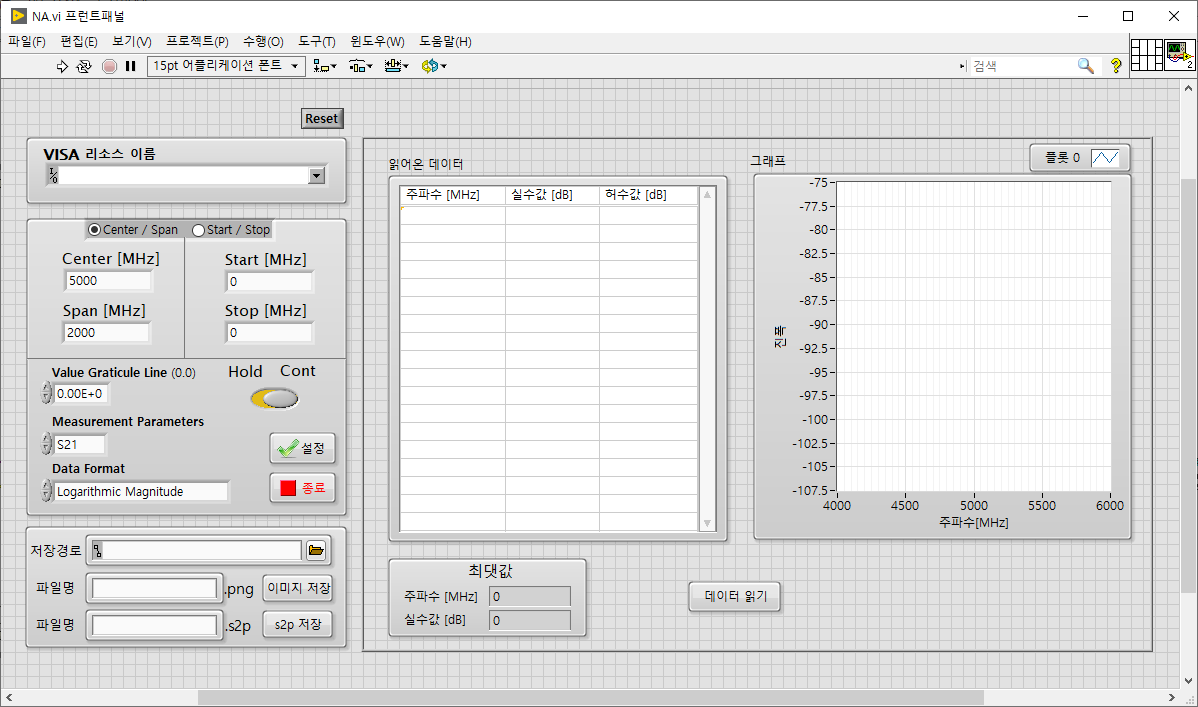 NA.vi 프런트패널
파일(F) 편집(E) 보기(V) 프로젝트(P) 수행(O) 도구(T) 윈도우(W) 도움말(H)
15pt 어플리케이션 폰트
검색
?
2
Reset
VISA 리소스 이름
I/O
Center / Span Start / Stop
Center [MHz] Start [MHz]
5000 0
Span [MHz] Stop [MHz]
2000 0
Value Graticule Line (0.0) Hold Cont
0.00E+0
Measurement Parameters
S21
설정
Data Format
Logarithmic Magnitude
종료
저장경로
파일명 .png 이미지 저장
파일명 .s2p s2p 저장
읽어온 데이터
주파수 [MHz] 실수값 [dB] 허수값 [dB]
최댓값
주파수 [MHz] 0
실수값 [dB] 0
데이터 읽기
그래프
플롯 0
진폭
-75
-77.5
-80
-82.5
-85
-87.5
-90
-92.5
-95
-97.5
-100
-102.5
-105
-107.5
4000 4500 5000 5500 6000
주파수[MHz]